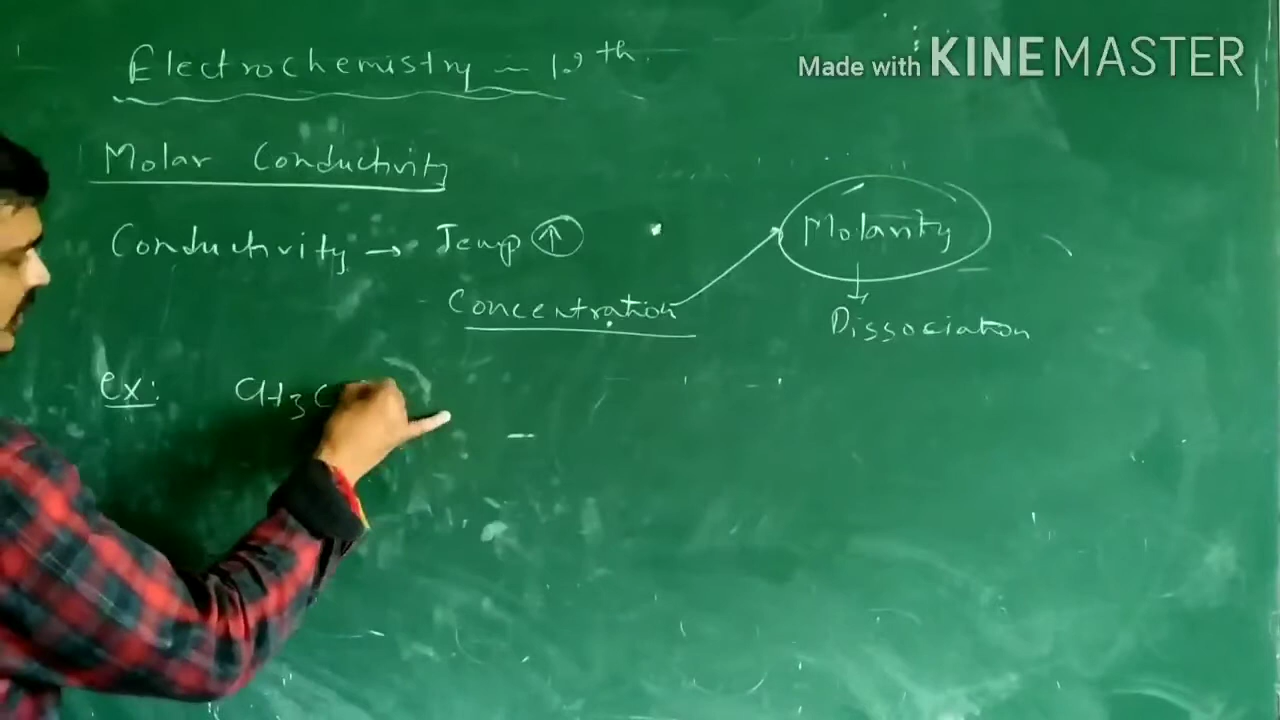 Electrochemistry - 12th.
Made with KINEMASTER
Molar Conductivity
Conductivity → Temp ↑
Molarity
Concentration
Dissociation
ex: CH3C